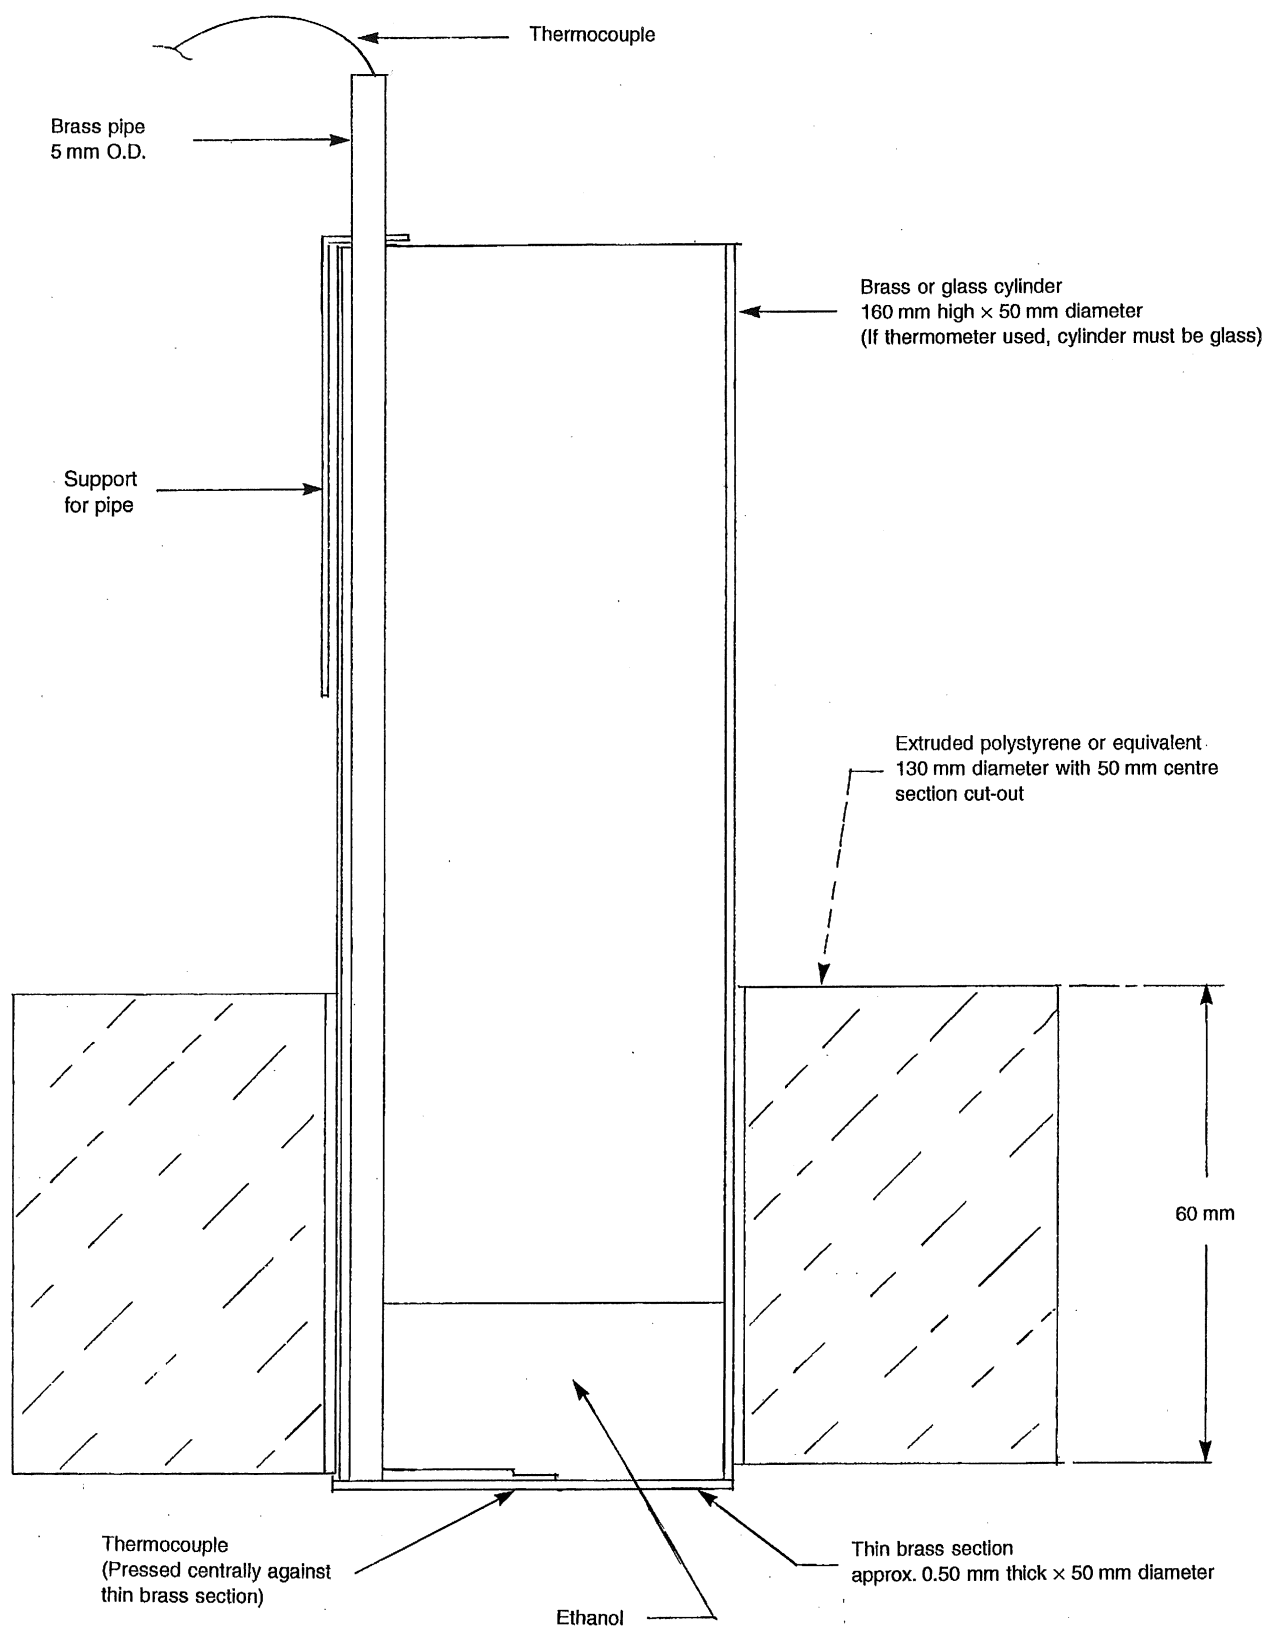 Thermocouple
Brass pipe
5 mm O.D.
Brass or glass cylinder
160 mm high × 50 mm diameter
(If thermometer used, cylinder must be glass)
Support
for pipe
Extruded polystyrene or equivalent
130 mm diameter with 50 mm centre
section cut-out
60 mm
Thermocouple
(Pressed centrally against
thin brass section)
Thin brass section
approx. 0.50 mm thick × 50 mm diameter
Ethanol